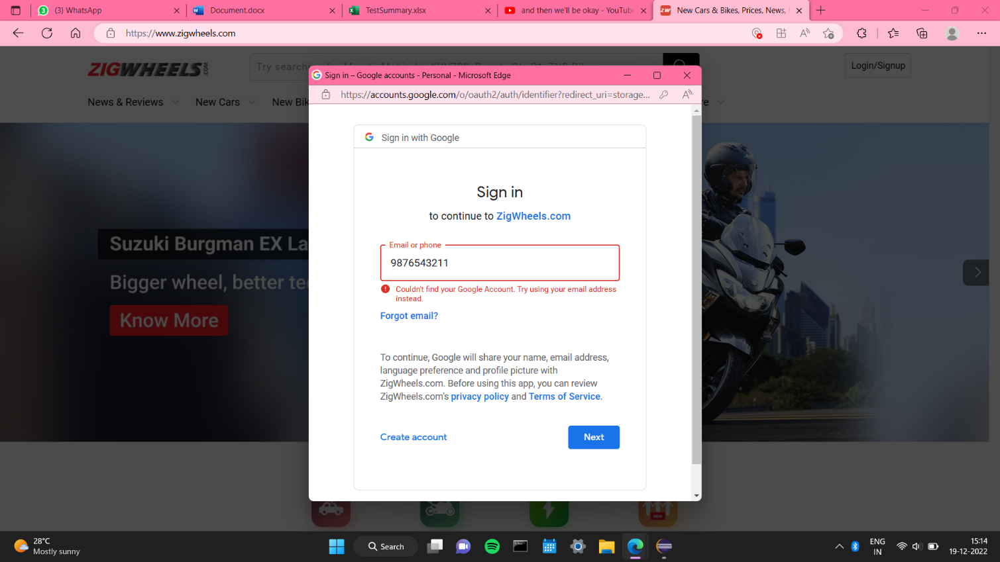 (3) WhatsApp
Document.docx
TestSummary.xlsx
and then we'll be okay - YouTube
New Cars & Bikes, Prices, News,
https://www.zigwheels.com
ZIGWHEELS.com
Try searching
Login/Signup
News & Reviews
New Cars
New Bik
re
Sign in – Google accounts - Personal - Microsoft Edge
https://accounts.google.com/o/oauth2/auth/identifier?redirect_uri=storage...
Sign in with Google
Sign in
to continue to ZigWheels.com
Email or phone
9876543211
Couldn't find your Google Account. Try using your email address
instead.
Forgot email?
To continue, Google will share your name, email address,
language preference and profile picture with
ZigWheels.com. Before using this app, you can review
ZigWheels.com's privacy policy and Terms of Service.
Create account
Next
Suzuki Burgman EX La
Bigger wheel, better te
Know More
NEW
28°C
Mostly sunny
Search
ENG
IN
15:14
19-12-2022